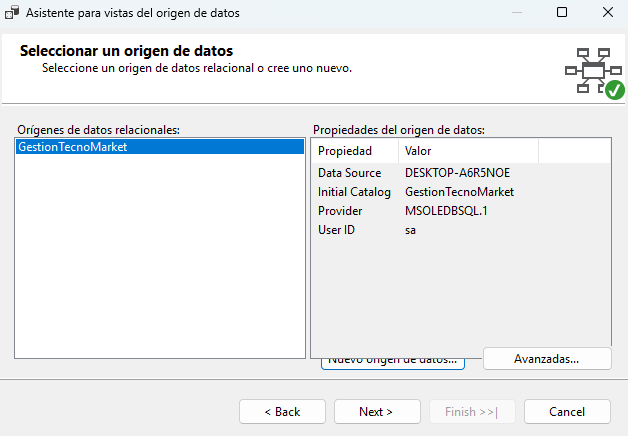 Asistente para vistas del origen de datos
Seleccionar un origen de datos
Seleccione un origen de datos relacional o cree uno nuevo.
Orígenes de datos relacionales:
GestionTecnoMarket
Propiedades del origen de datos:
Propiedad Valor
Data Source DESKTOP-A6R5NOE
Initial Catalog GestionTecnoMarket
Provider MSOLEDBSQL.1
User ID sa
Nuevo origen de datos...
Avanzadas...
< Back
Next >
Finish >>|
Cancel